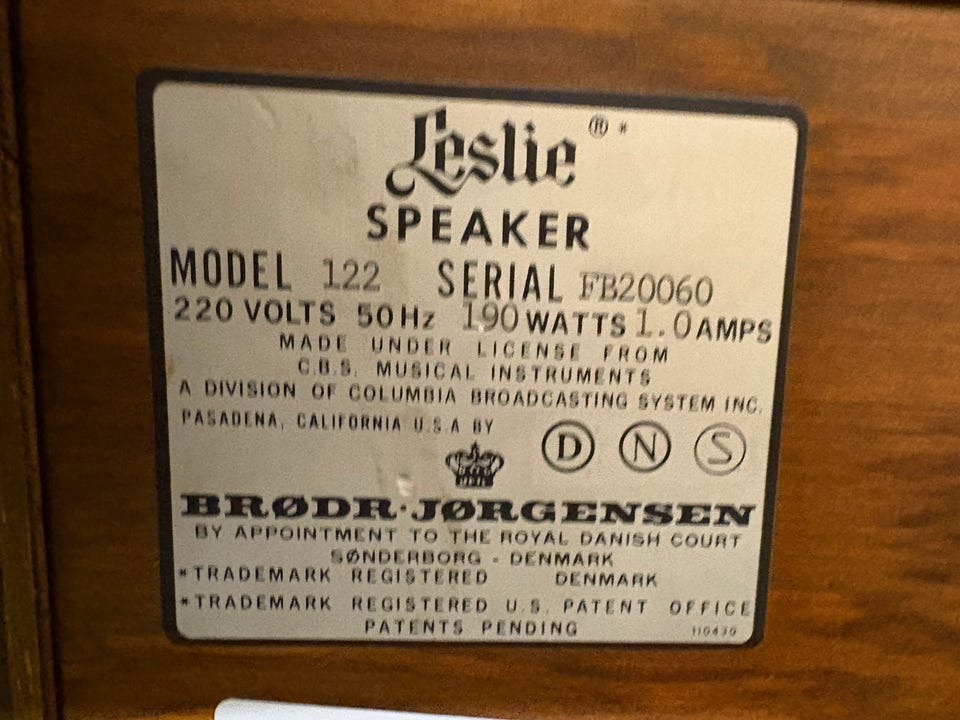 Leslie ® *
SPEAKER
MODEL 122 SERIAL FB20060
220 VOLTS 50Hz 190 WATTS 1.0 AMPS
MADE UNDER LICENSE FROM
C.B.S. MUSICAL INSTRUMENTS
A DIVISION OF COLUMBIA BROADCASTING SYSTEM INC.
PASADENA, CALIFORNIA U.S.A BY
D N S
BRØDR·JØRGENSEN
BY APPOINTMENT TO THE ROYAL DANISH COURT
SØNDERBORG - DENMARK
*TRADEMARK REGISTERED DENMARK
*TRADEMARK REGISTERED U.S. PATENT OFFICE
PATENTS PENDING
110430